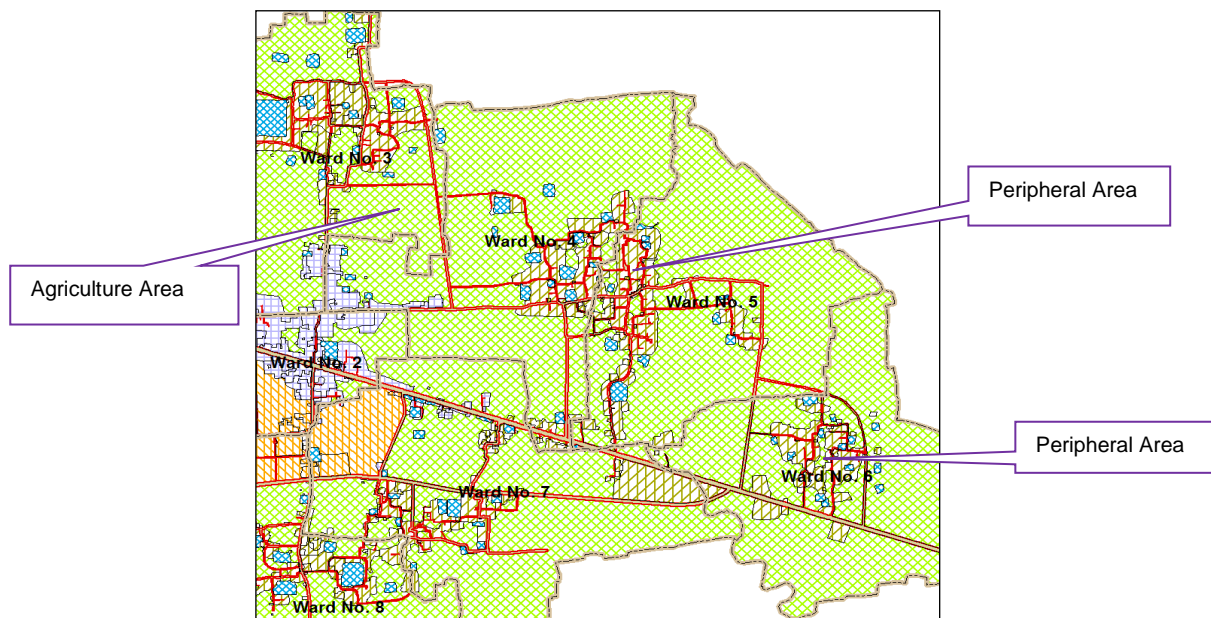 Ward No. 3
Peripheral Area
Ward No. 4
Agriculture Area
Ward No. 5
Ward No. 2
Peripheral Area
Ward No. 6
Ward No. 7
Ward No. 8